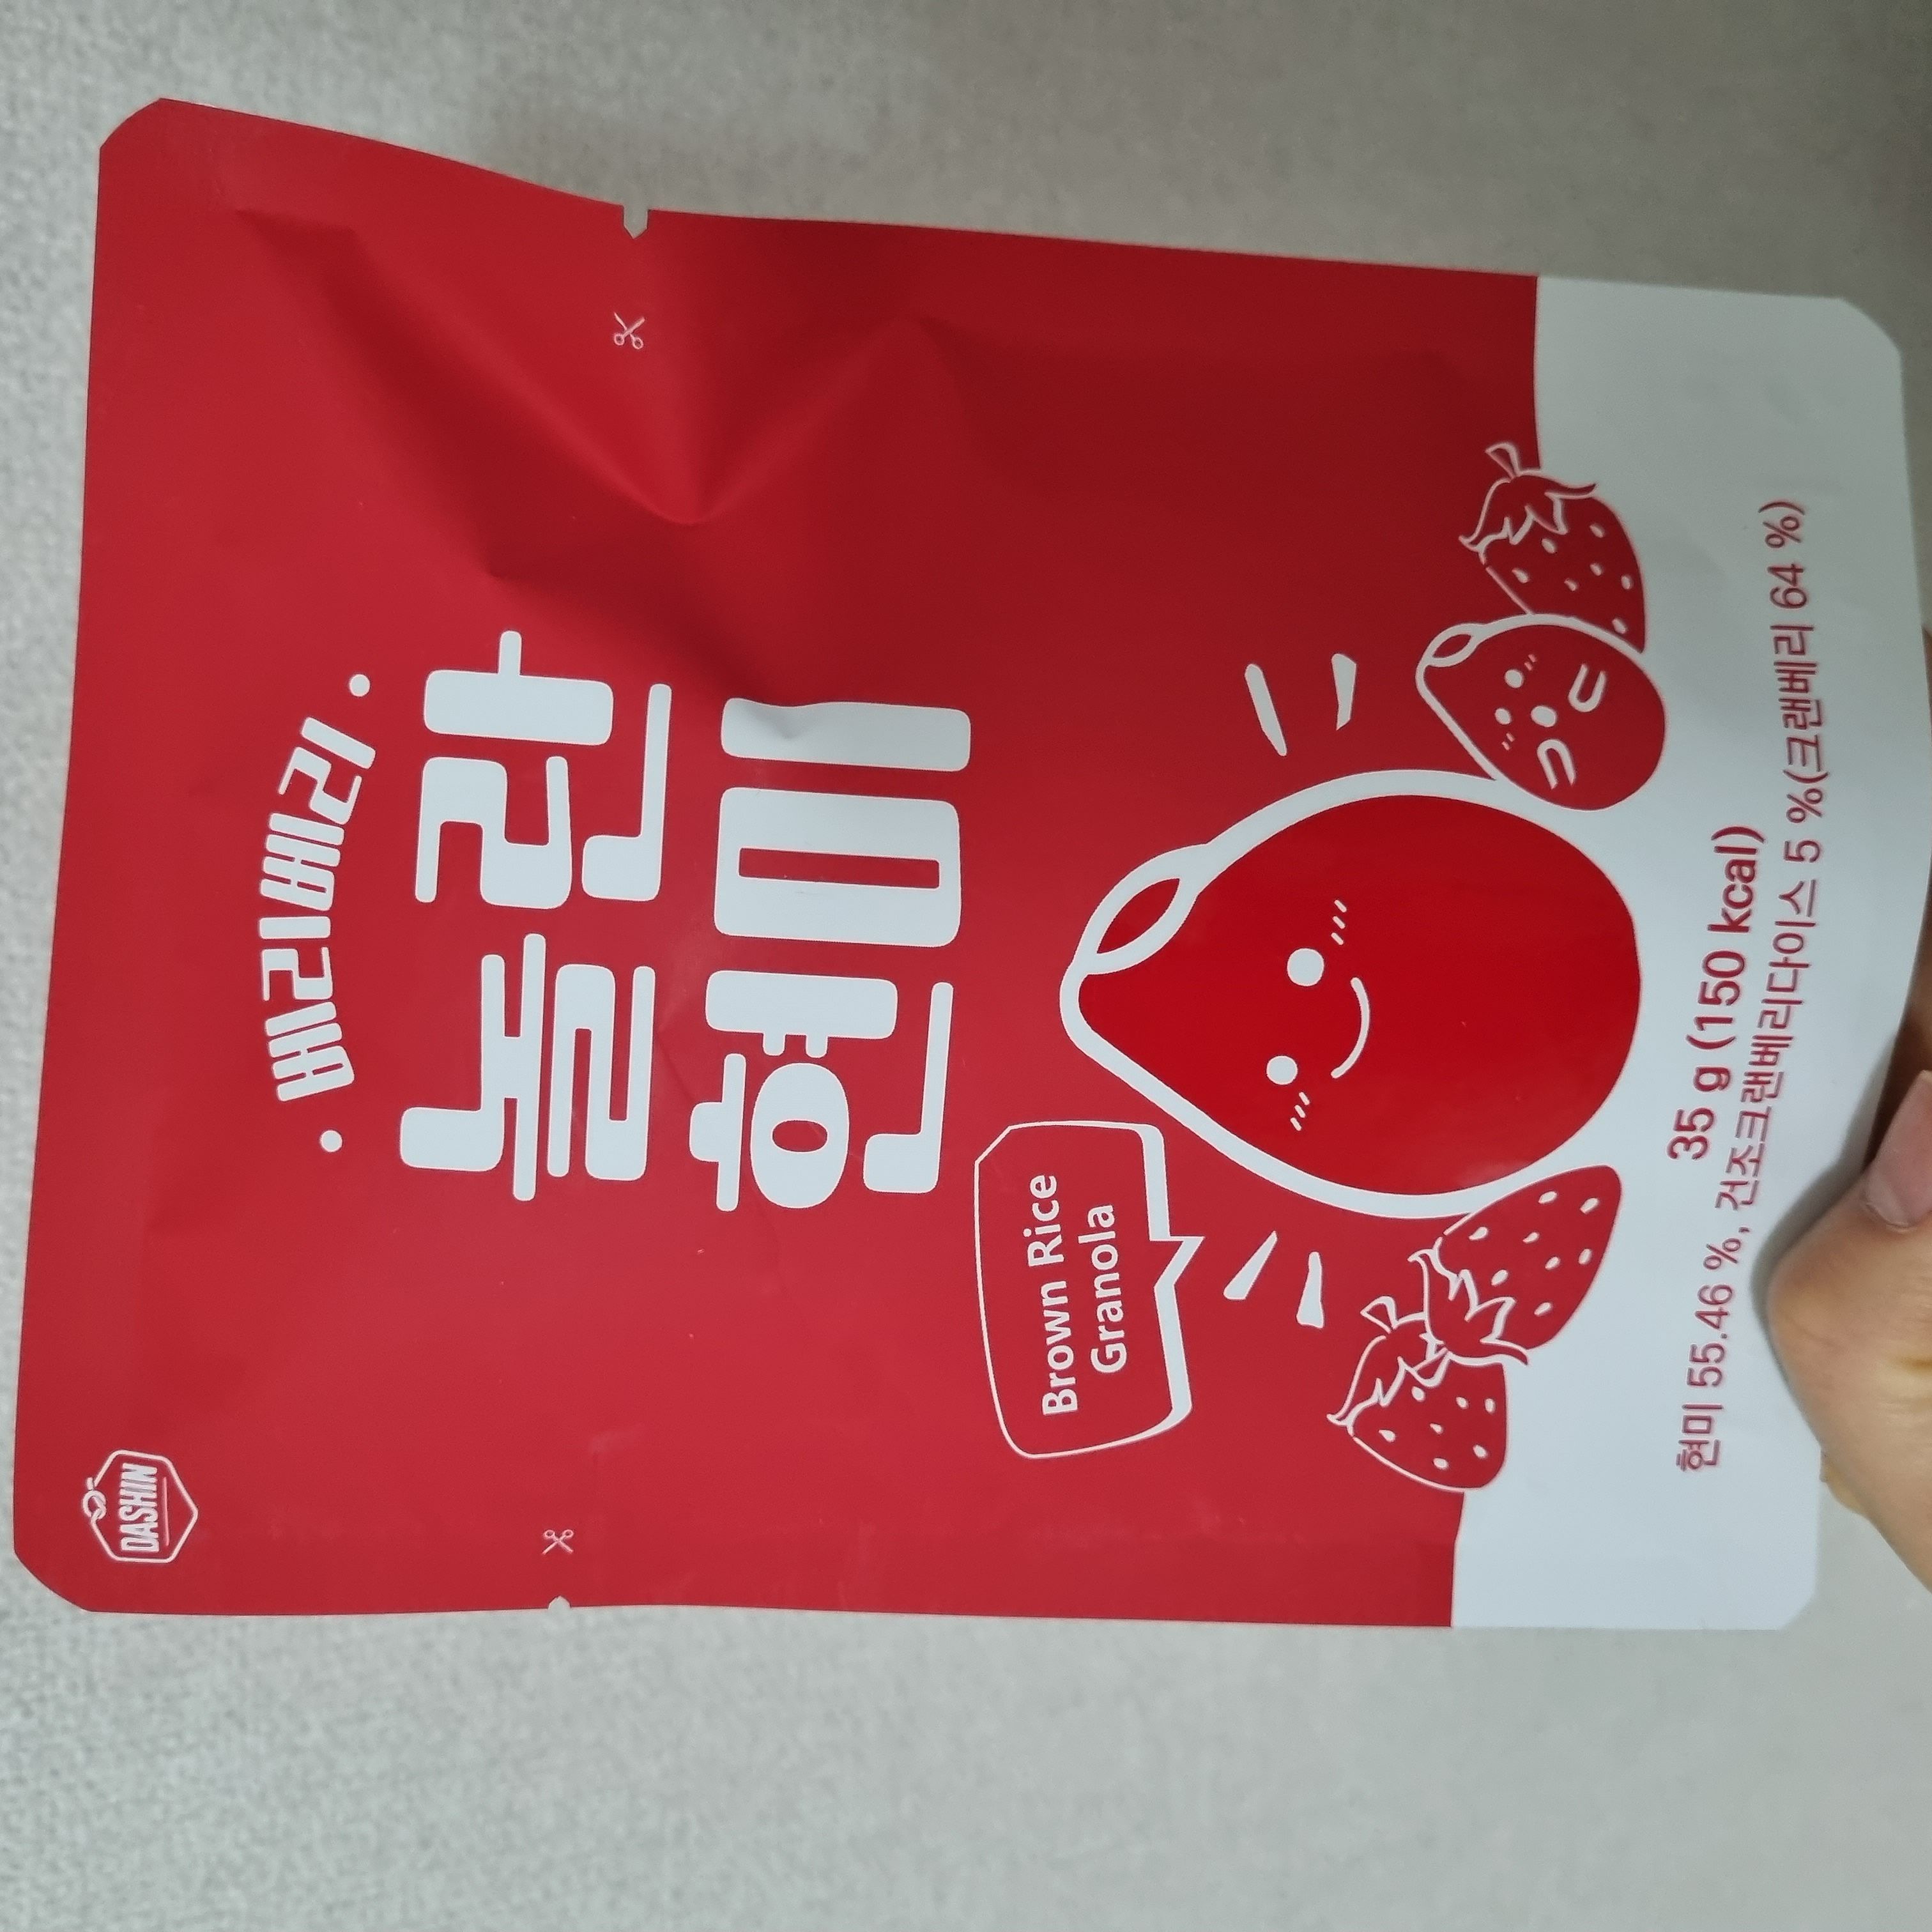 DASHIN
베리베리
놀란
현미
Brown Rice
Granola
35 g (150 kcal)
현미 55.46 %, 건조크랜베리다이스 5 %(크랜베리 64 %)